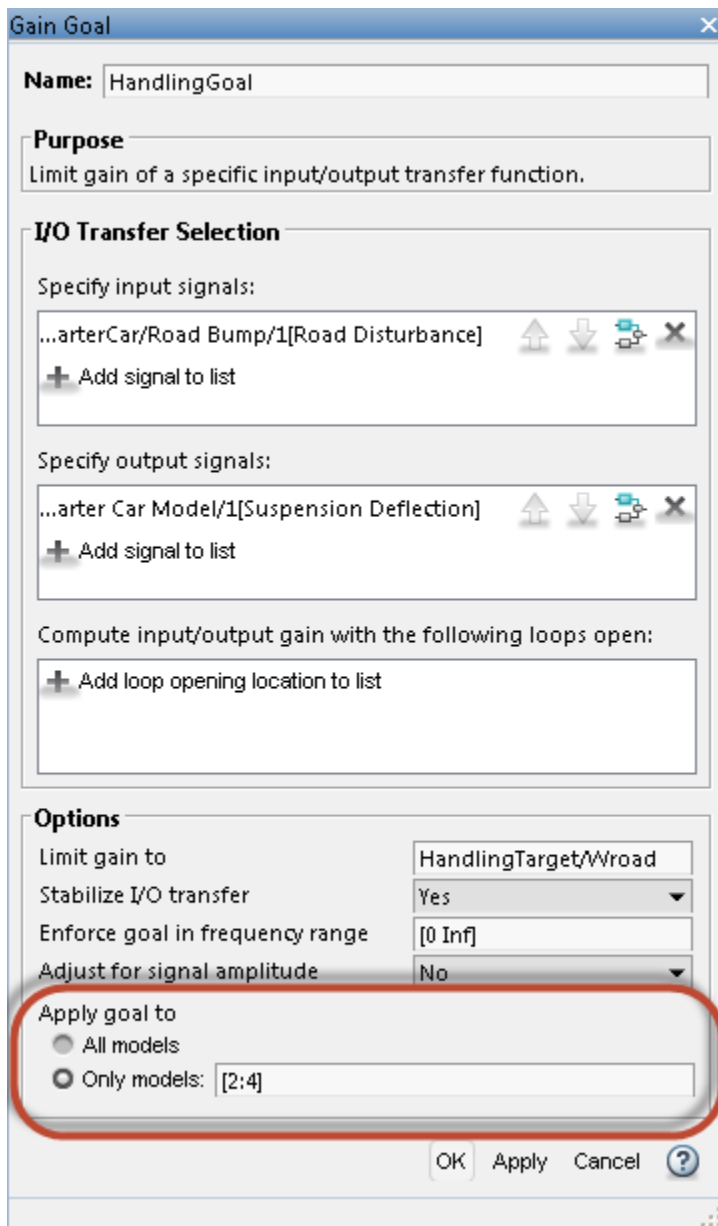 Gain Goal
Name: HandlingGoal
Purpose
Limit gain of a specific input/output transfer function.
I/O Transfer Selection
Specify input signals:
...arterCar/Road Bump/1[Road Disturbance]
Add signal to list
Specify output signals:
...arter Car Model/1[Suspension Deflection]
Add signal to list
Compute input/output gain with the following loops open:
Add loop opening location to list
Options
Limit gain to HandlingTarget/Wroad
Stabilize I/O transfer Yes
Enforce goal in frequency range [0 Inf]
Adjust for signal amplitude No
Apply goal to
All models
Only models: [2:4]
OK Apply Cancel ?